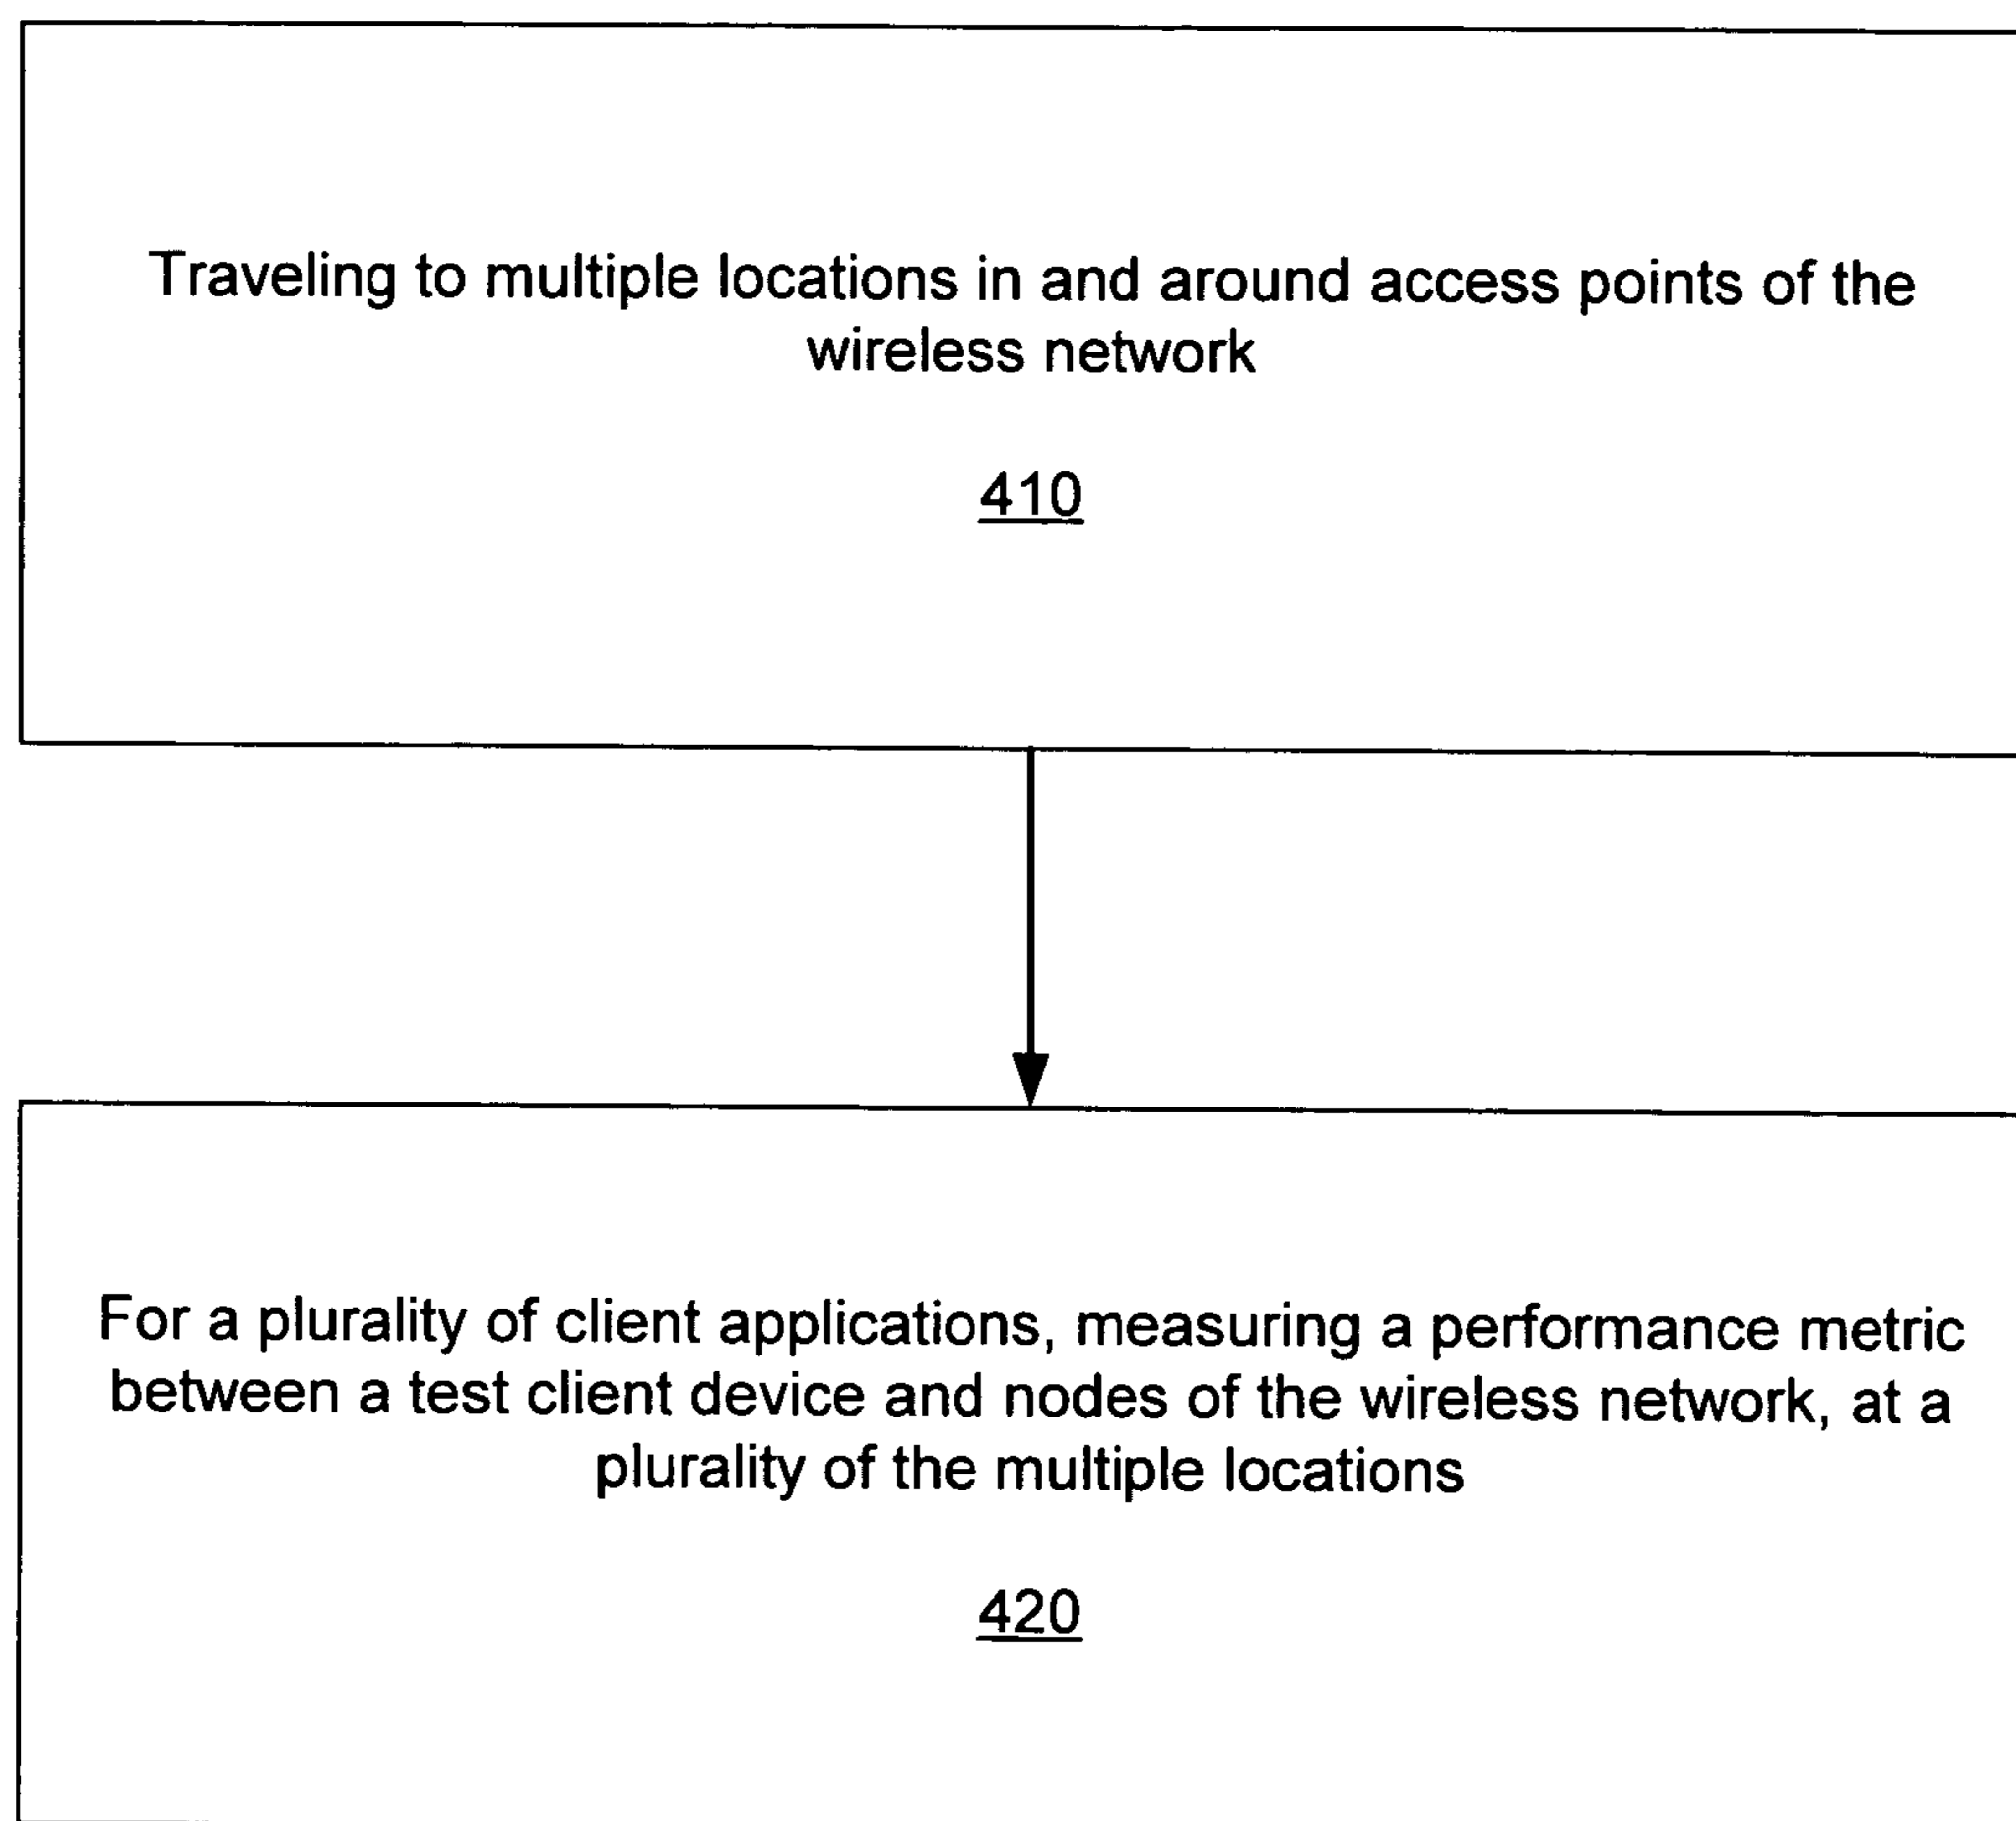 Traveling to multiple locations in and around access points of the
wireless network
410
For a plurality of client applications, measuring a performance metric
between a test client device and nodes of the wireless network, at a
plurality of the multiple locations
420